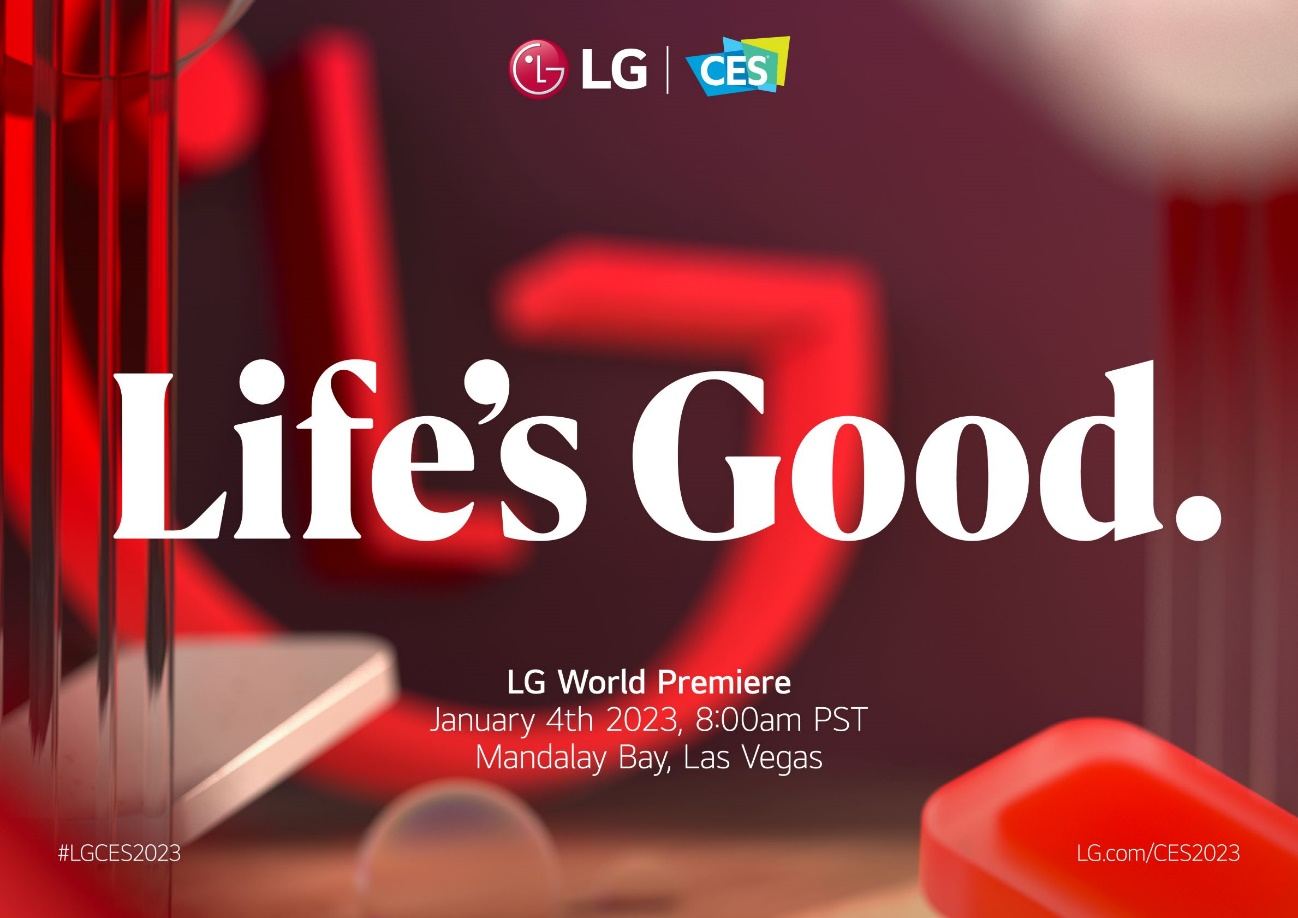 LG | CES
Life’s Good.
LG World Premiere
January 4th 2023, 8:00am PST
Mandalay Bay, Las Vegas
#LGCES2023
LG.com/CES2023